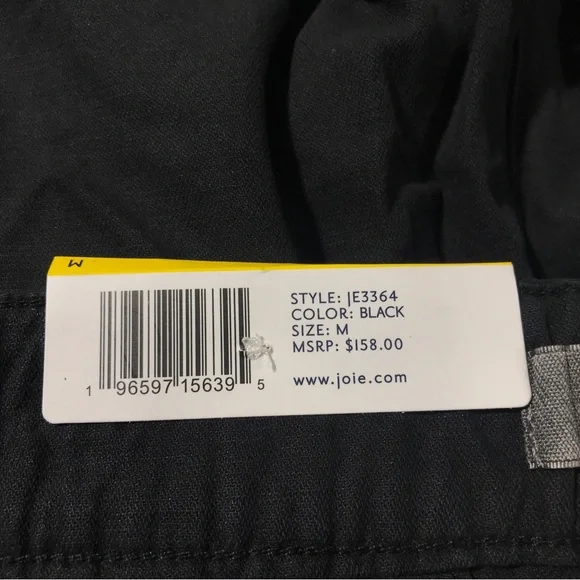 M
STYLE: JE3364
COLOR: BLACK
SIZE: M
MSRP: $158.00
www.joie.com
1 96597 15639 5